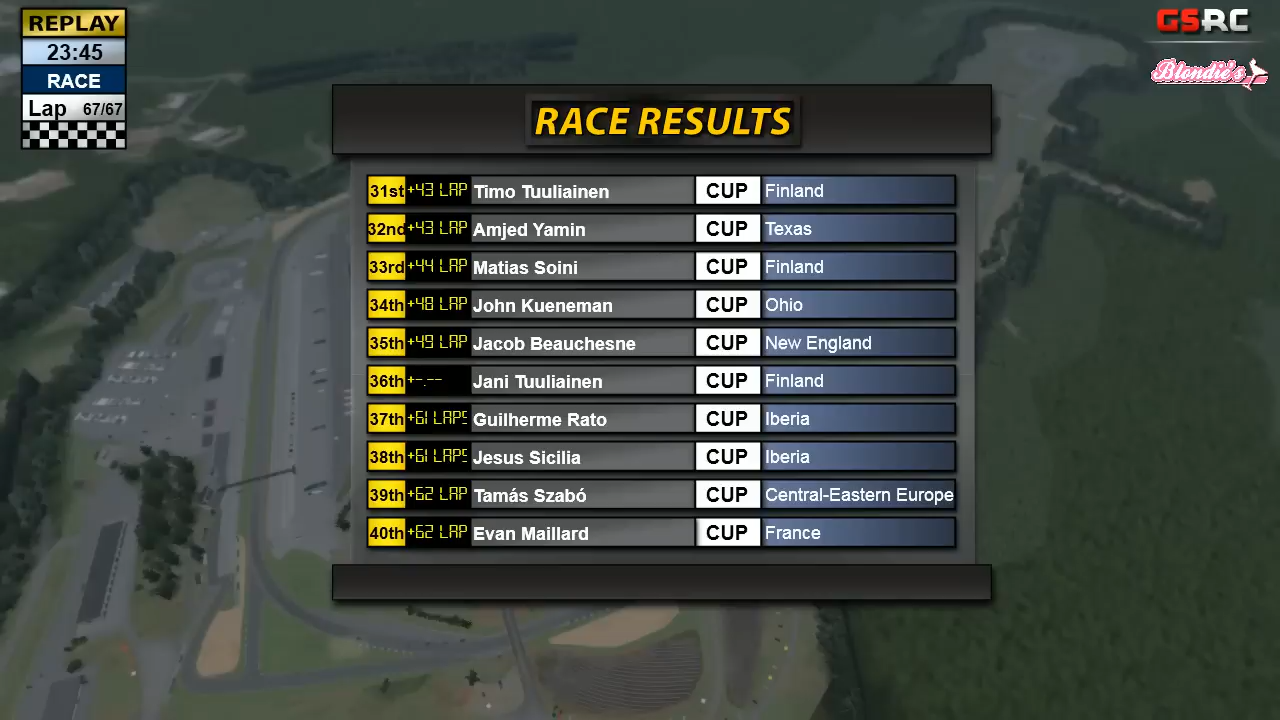 REPLAY
23:45
RACE
Lap 67/67
GSRC
Blondie's
RACE RESULTS
31st +43 LAP Timo Tuuliainen CUP Finland
32nd +43 LAP Amjed Yamin CUP Texas
33rd +44 LAP Matias Soini CUP Finland
34th +48 LAP John Kueneman CUP Ohio
35th +49 LAP Jacob Beauchesne CUP New England
36th +-.-- Jani Tuuliainen CUP Finland
37th +61 LAPS Guilherme Rato CUP Iberia
38th +61 LAPS Jesus Sicilia CUP Iberia
39th +62 LAP Tamás Szabó CUP Central-Eastern Europe
40th +62 LAP Evan Maillard CUP France